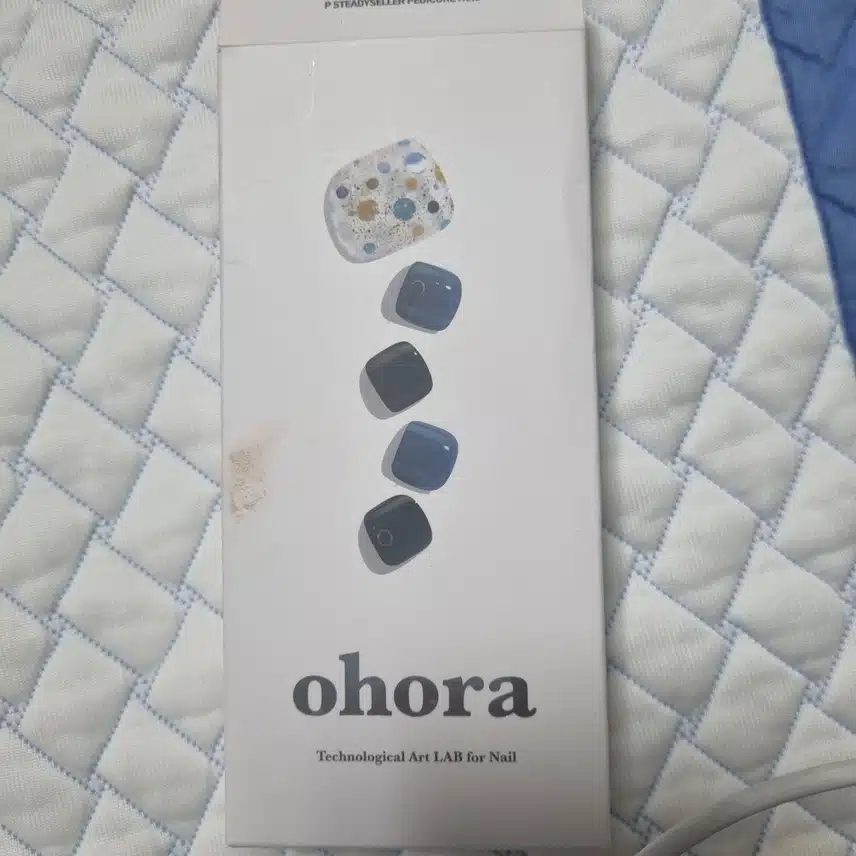 P STEADYSELLER PEDICURE
ohora
Technological Art LAB for Nail